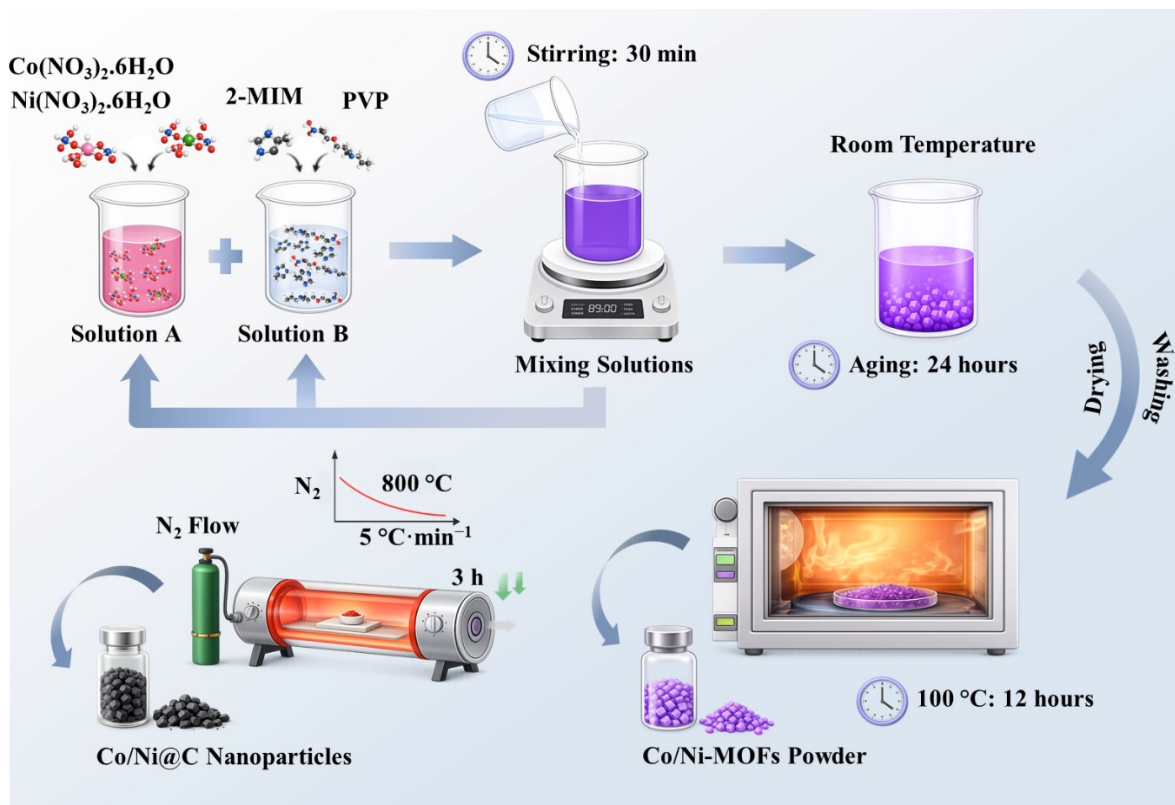 Stirring: 30 min
Co(NO₃)₂.6H₂O
Ni(NO₃)₂.6H₂O
2-MIM
PVP
Room Temperature
Solution A
Solution B
89:00
Mixing Solutions
Aging: 24 hours
Drying
Washing
N₂
800 °C
5 °C·min⁻¹
N₂ Flow
3 h
100 °C: 12 hours
Co/Ni@C Nanoparticles
Co/Ni-MOFs Powder